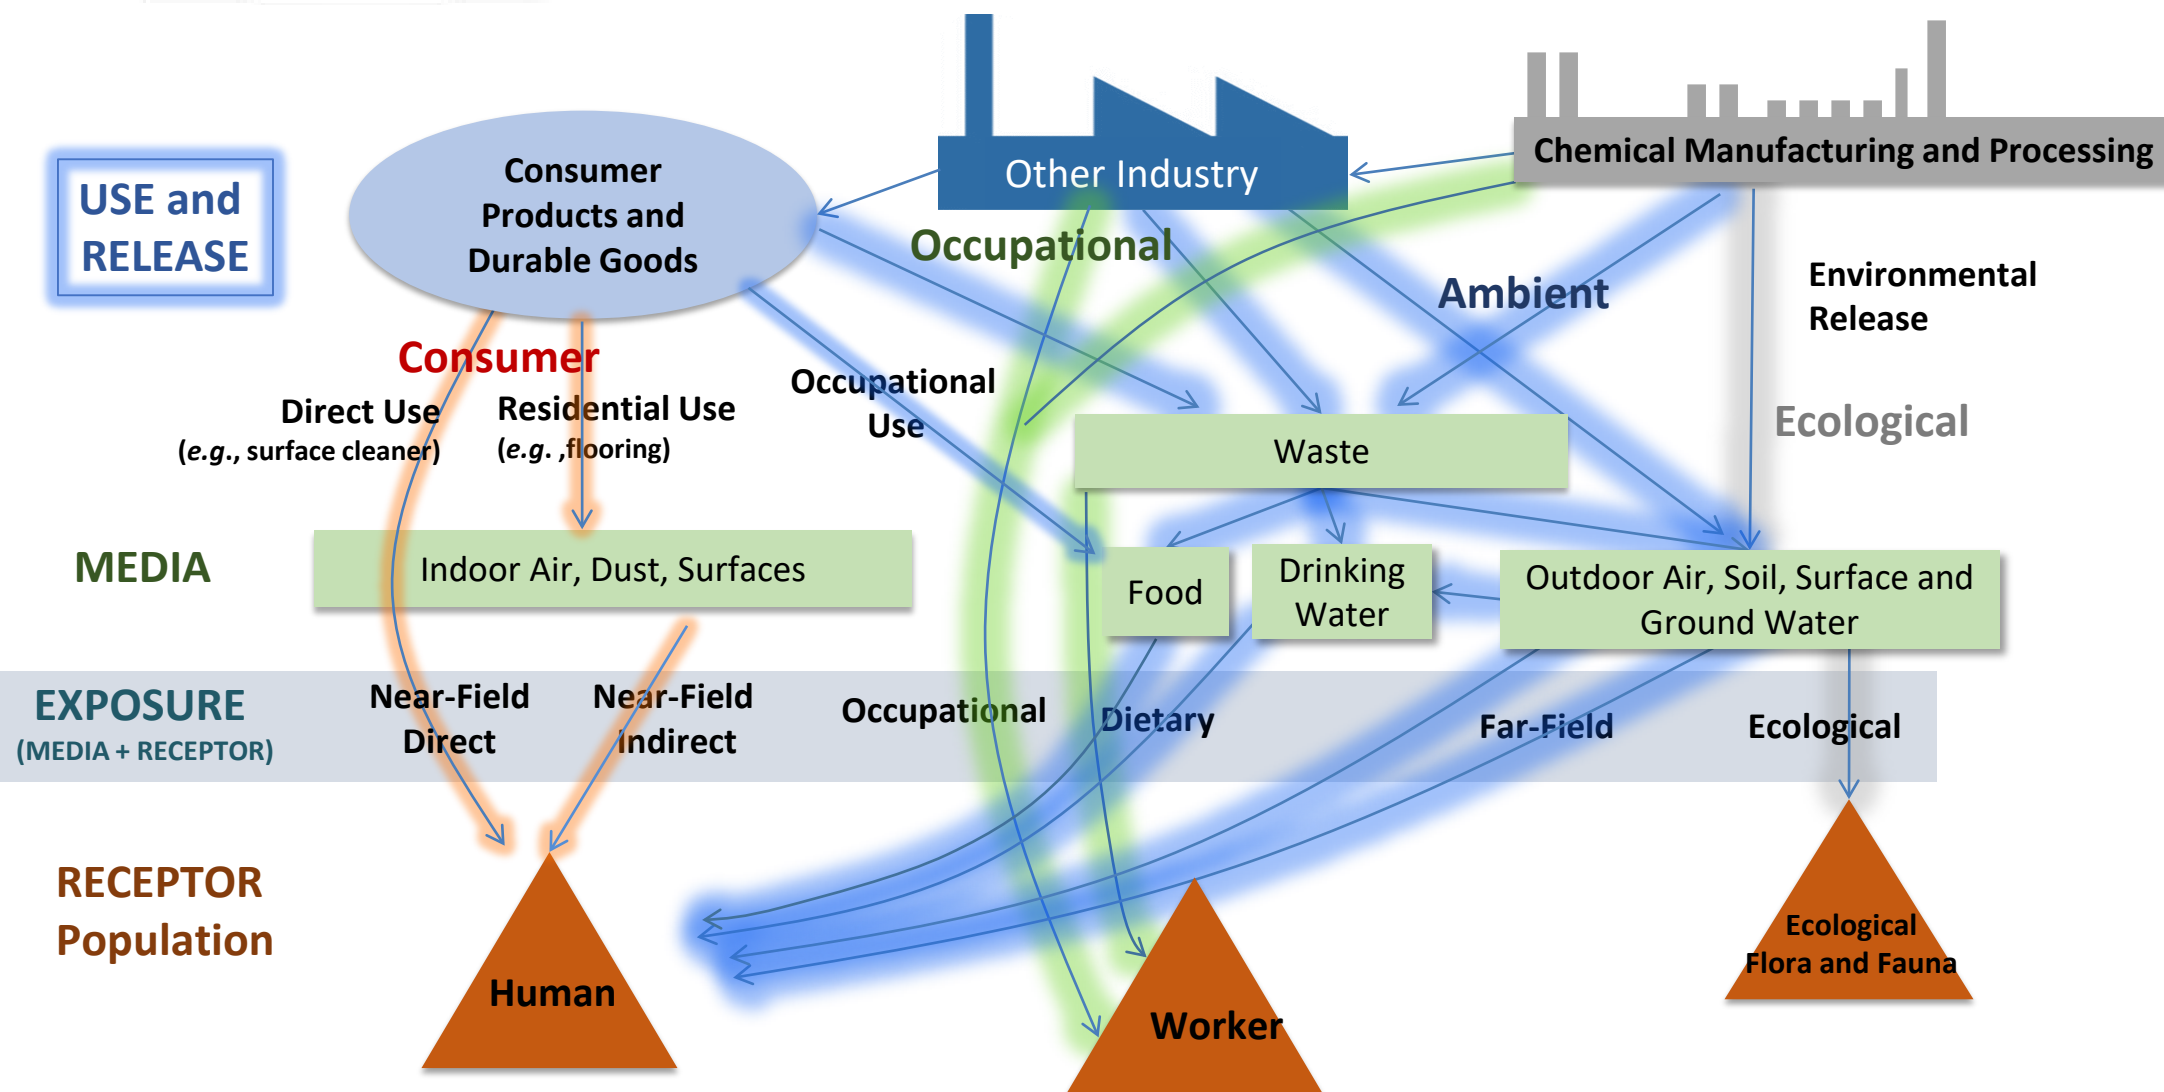 Chemical Manufacturing and Processing
Other Industry
Consumer
Products and
Durable Goods
USE and
RELEASE
Occupational
Ambient
Environmental
Release
Consumer
Direct Use
(e.g., surface cleaner)
Residential Use
(e.g. ,flooring)
Occupational
Use
Ecological
Waste
MEDIA
Indoor Air, Dust, Surfaces
Food
Drinking
Water
Outdoor Air, Soil, Surface and
Ground Water
EXPOSURE
(MEDIA + RECEPTOR)
Near-Field
Direct
Near-Field
Indirect
Occupational
Dietary
Far-Field
Ecological
RECEPTOR
Population
Human
Worker
Ecological
Flora and Fauna